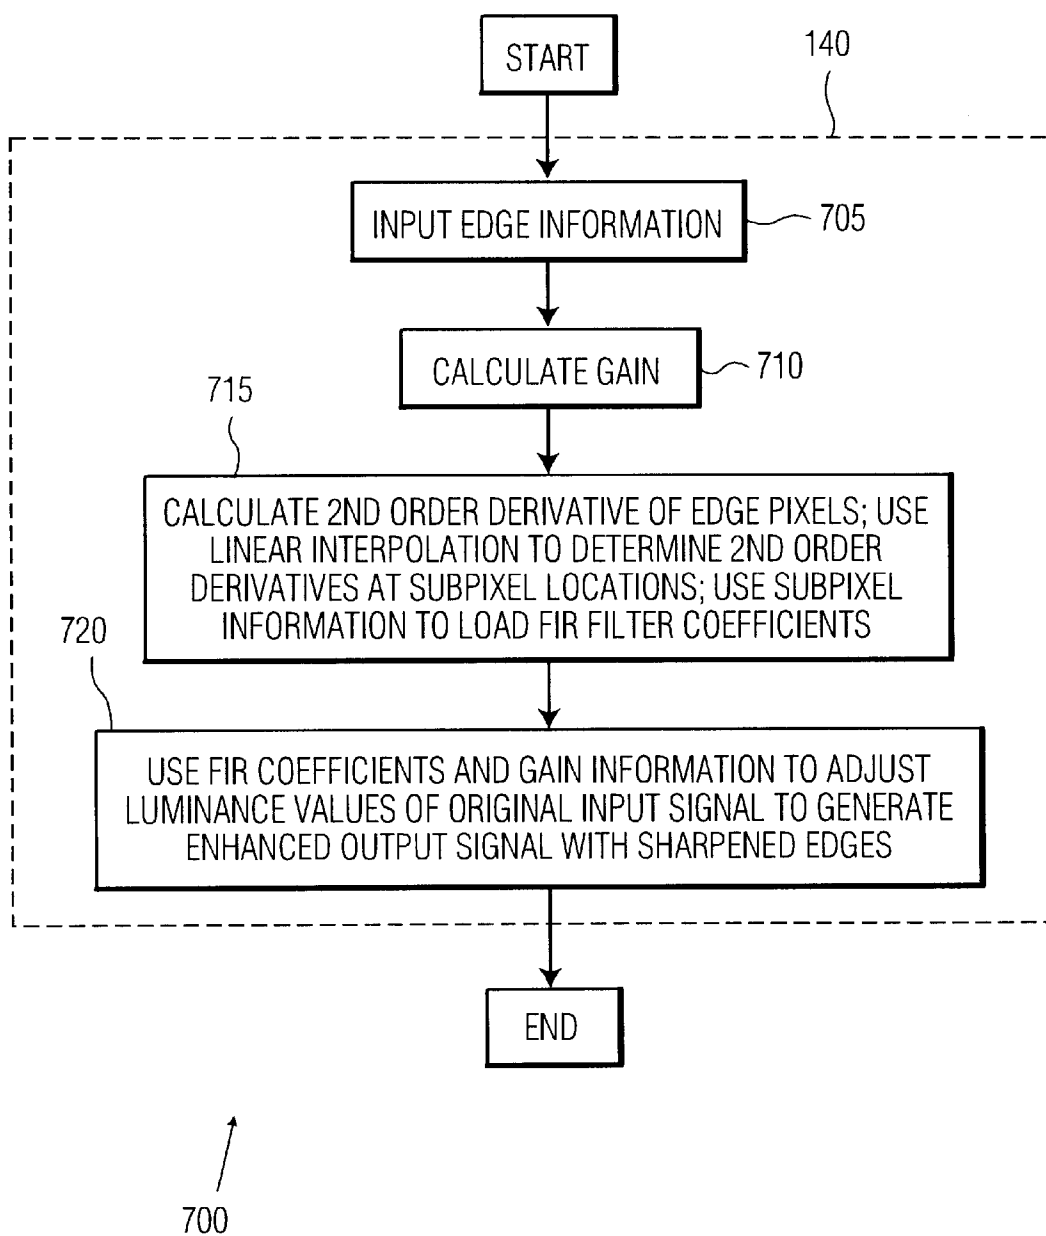 START
140
INPUT EDGE INFORMATION
705
CALCULATE GAIN
710
715
CALCULATE 2ND ORDER DERIVATIVE OF EDGE PIXELS; USE
LINEAR INTERPOLATION TO DETERMINE 2ND ORDER
DERIVATIVES AT SUBPIXEL LOCATIONS; USE SUBPIXEL
INFORMATION TO LOAD FIR FILTER COEFFICIENTS
720
USE FIR COEFFICIENTS AND GAIN INFORMATION TO ADJUST
LUMINANCE VALUES OF ORIGINAL INPUT SIGNAL TO GENERATE
ENHANCED OUTPUT SIGNAL WITH SHARPENED EDGES
END
700